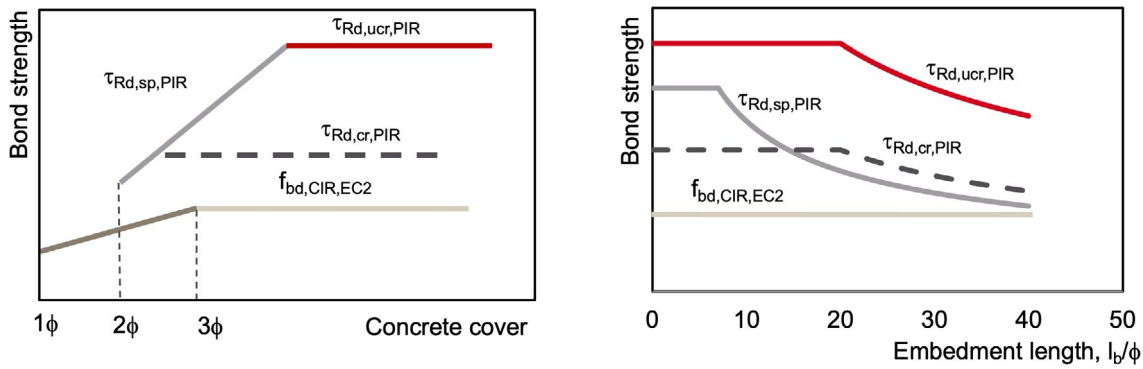 Bond strength
τRd,ucr,PIR
τRd,sp,PIR
τRd,cr,PIR
fbd,CIR,EC2
1ϕ
2ϕ
3ϕ
Concrete cover
Bond strength
τRd,ucr,PIR
τRd,sp,PIR
τRd,cr,PIR
fbd,CIR,EC2
0 10 20 30 40 50
Embedment length, lb/ϕ